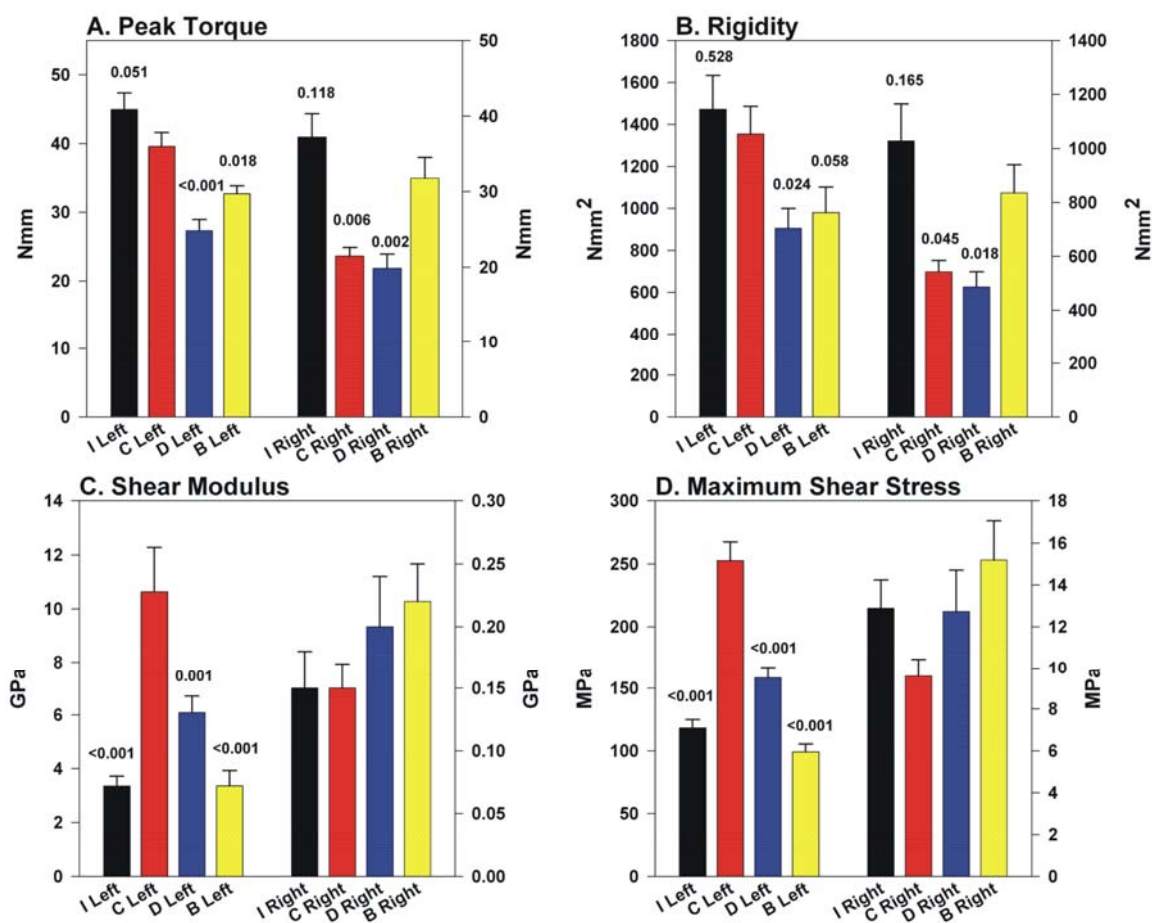 A. Peak Torque
50
40
30
20
10
0
Nmm
50
40
30
20
10
0
Nmm
0.051
<0.001
0.018
0.118
0.006
0.002
I Left
C Left
D Left
B Left
I Right
C Right
D Right
B Right
B. Rigidity
1800
1600
1400
1200
1000
800
600
400
200
0
Nmm²
1400
1200
1000
800
600
400
200
0
Nmm²
0.528
0.024
0.058
0.165
0.045
0.018
I Left
C Left
D Left
B Left
I Right
C Right
D Right
B Right
C. Shear Modulus
14
12
10
8
6
4
2
0
GPa
0.30
0.25
0.20
0.15
0.10
0.05
0.00
GPa
<0.001
0.001
<0.001
I Left
C Left
D Left
B Left
I Right
C Right
D Right
B Right
D. Maximum Shear Stress
300
250
200
150
100
50
0
MPa
18
16
14
12
10
8
6
4
2
0
MPa
<0.001
<0.001
<0.001
I Left
C Left
D Left
B Left
I Right
C Right
D Right
B Right